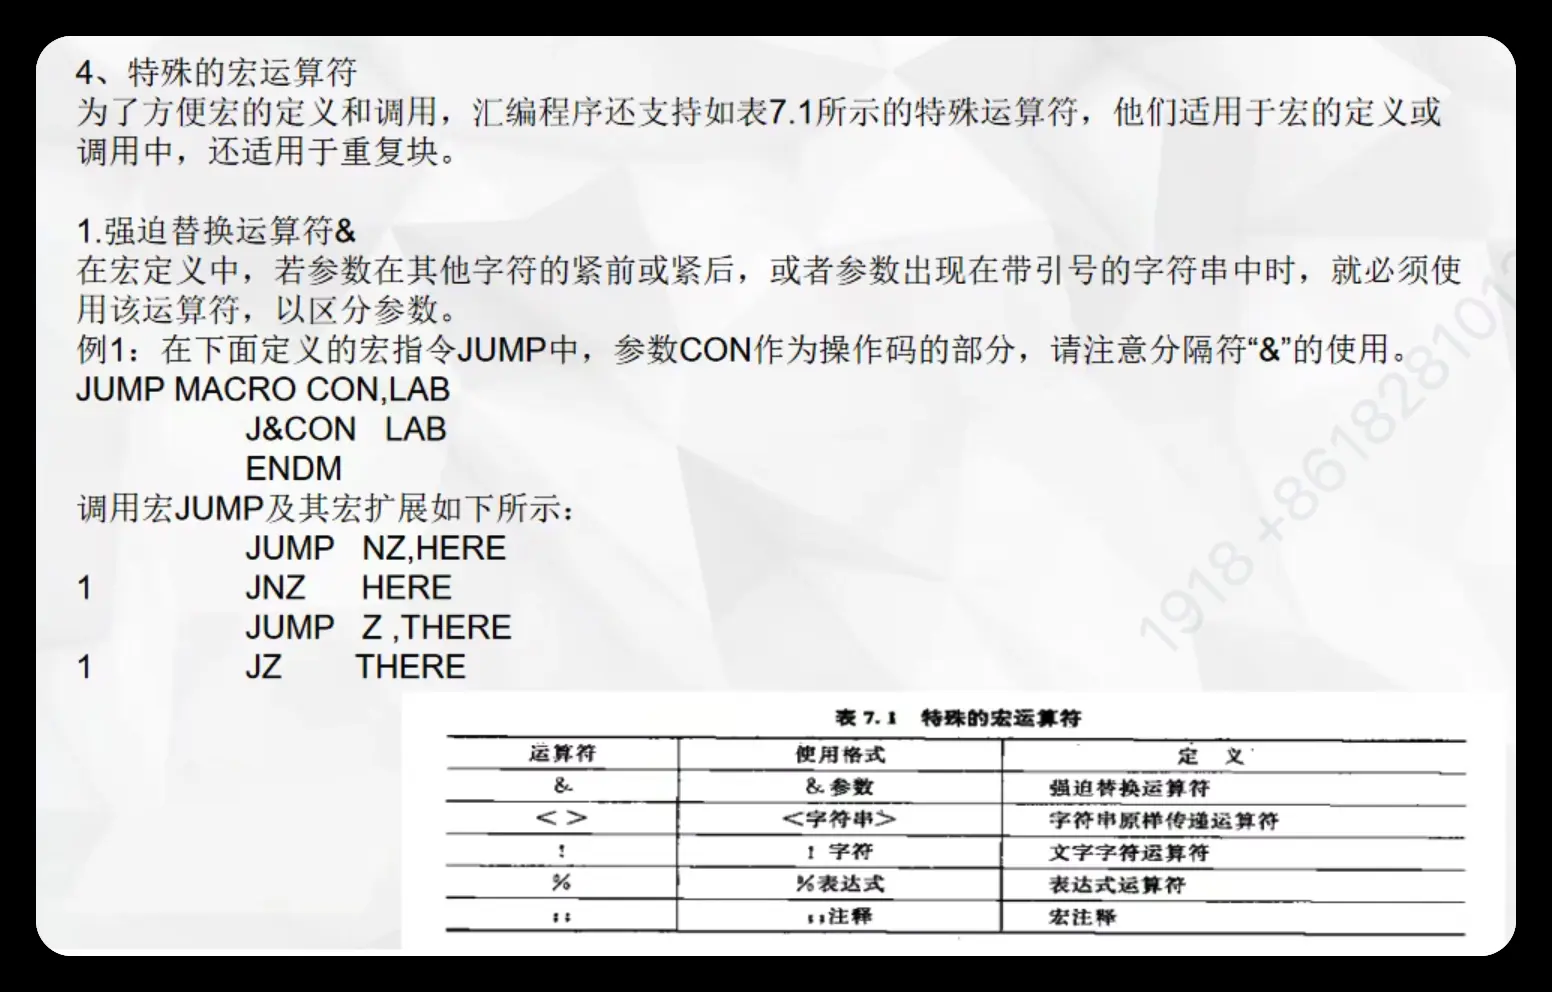 4、特殊的宏运算符
为了方便宏的定义和调用，汇编程序还支持如表7.1所示的特殊运算符，他们适用于宏的定义或
调用中，还适用于重复块。
1.强迫替换运算符&
在宏定义中，若参数在其他字符的紧前或紧后，或者参数出现在带引号的字符串中时，就必须使
用该运算符，以区分参数。
例1：在下面定义的宏指令JUMP中，参数CON作为操作码的部分，请注意分隔符“&”的使用。
JUMP MACRO CON,LAB
J&CON LAB
ENDM
调用宏JUMP及其宏扩展如下所示：
JUMP NZ,HERE
1 JNZ HERE
JUMP Z ,THERE
1 JZ THERE
表 7.1 特殊的宏运算符
运算符 使用格式 定 义
& &参数 强迫替换运算符
< > <字符串> 字符串原样传递运算符
! ! 字符 文字字符运算符
% %表达式 表达式运算符
;; ;;注释 宏注释